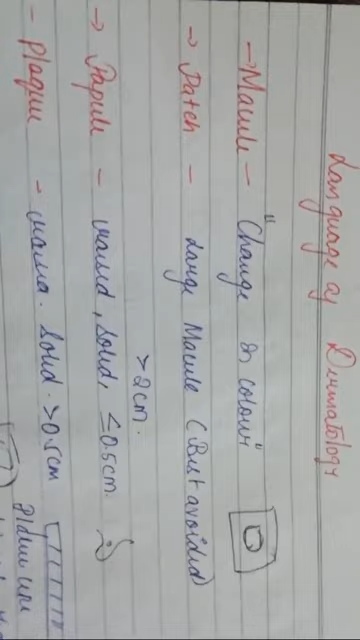 Language of Dermatology
→ Macule - "Change in colour"
→ Patch - Large Macule (But avoided)
>2cm.
→ Papule - raised, solid, ≤0.5cm.
- Plaque - raised. solid. >0.5cm